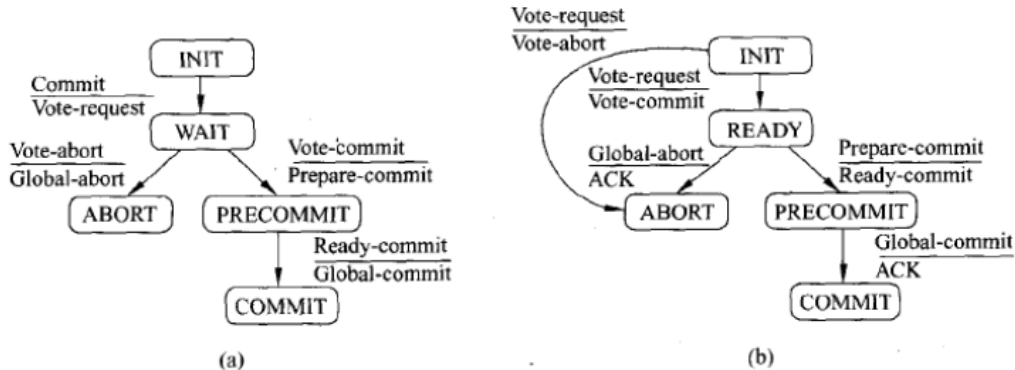 INIT
Commit
Vote-request
WAIT
Vote-abort
Global-abort
Vote-commit
Prepare-commit
ABORT
PRECOMMIT
Ready-commit
Global-commit
COMMIT
(a)
Vote-request
Vote-abort
INIT
Vote-request
Vote-commit
READY
Global-abort
ACK
Prepare-commit
Ready-commit
ABORT
PRECOMMIT
Global-commit
ACK
COMMIT
(b)